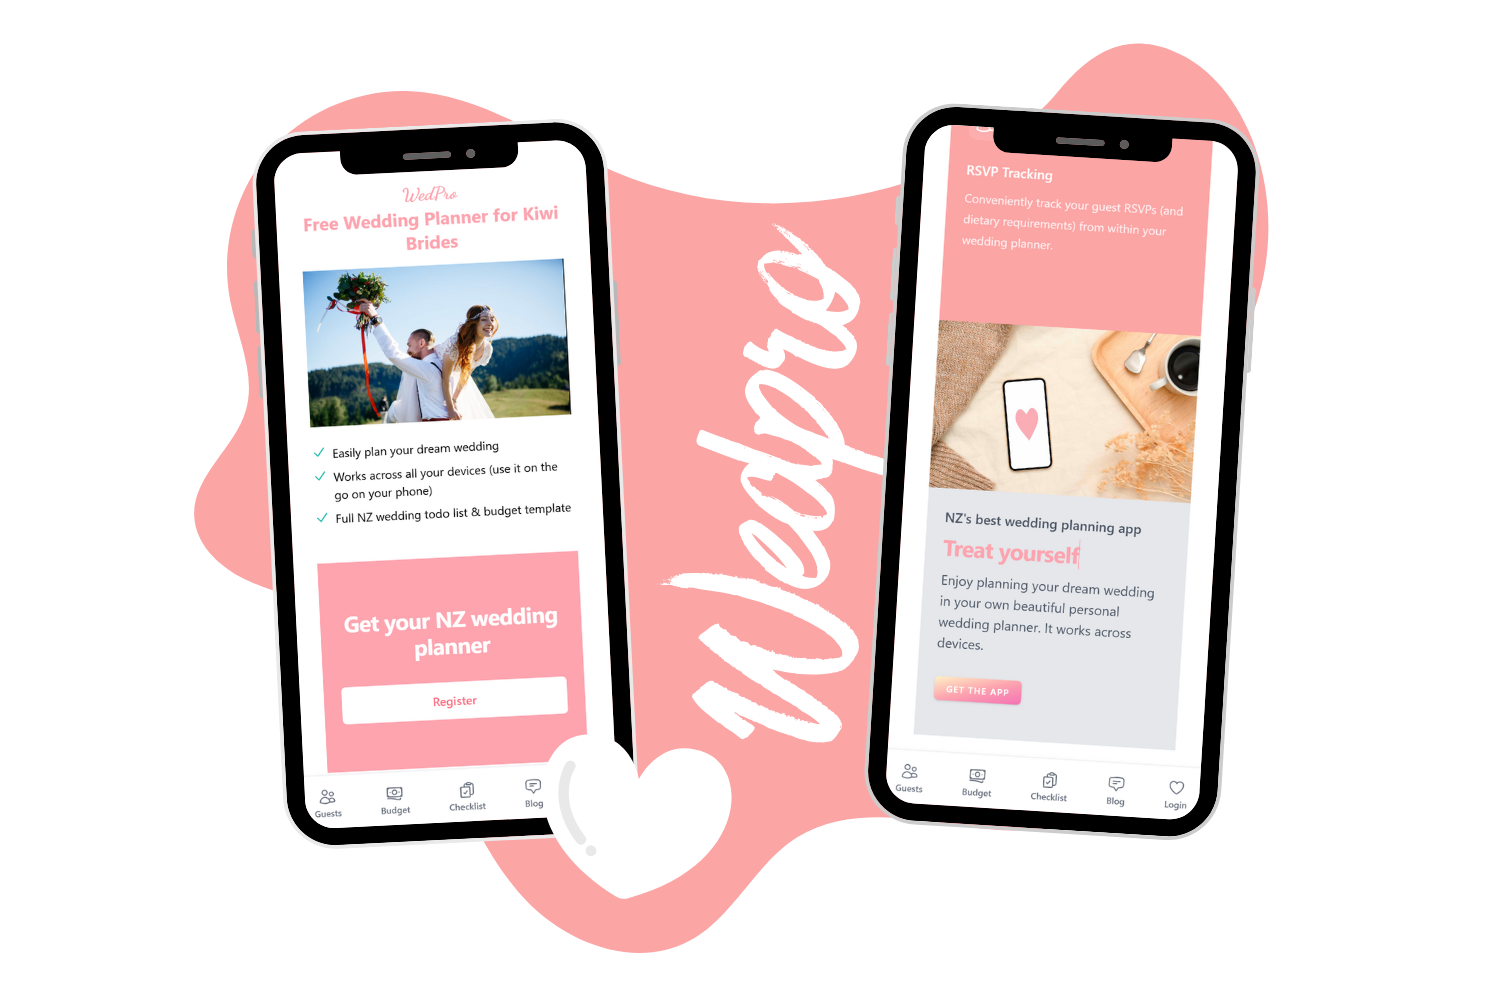 WedPro
Free Wedding Planner for Kiwi
Brides
Easily plan your dream wedding
Works across all your devices (use it on the
go on your phone)
Full NZ wedding todo list & budget template
Get your NZ wedding
planner
Register
Guests
Budget
Checklist
Blog
Wedpro
RSVP Tracking
Conveniently track your guest RSVPs (and
dietary requirements) from within your
wedding planner.
NZ's best wedding planning app
Treat yourself
Enjoy planning your dream wedding
in your own beautiful personal
wedding planner. It works across
devices.
GET THE APP
Guests
Budget
Checklist
Blog
Login